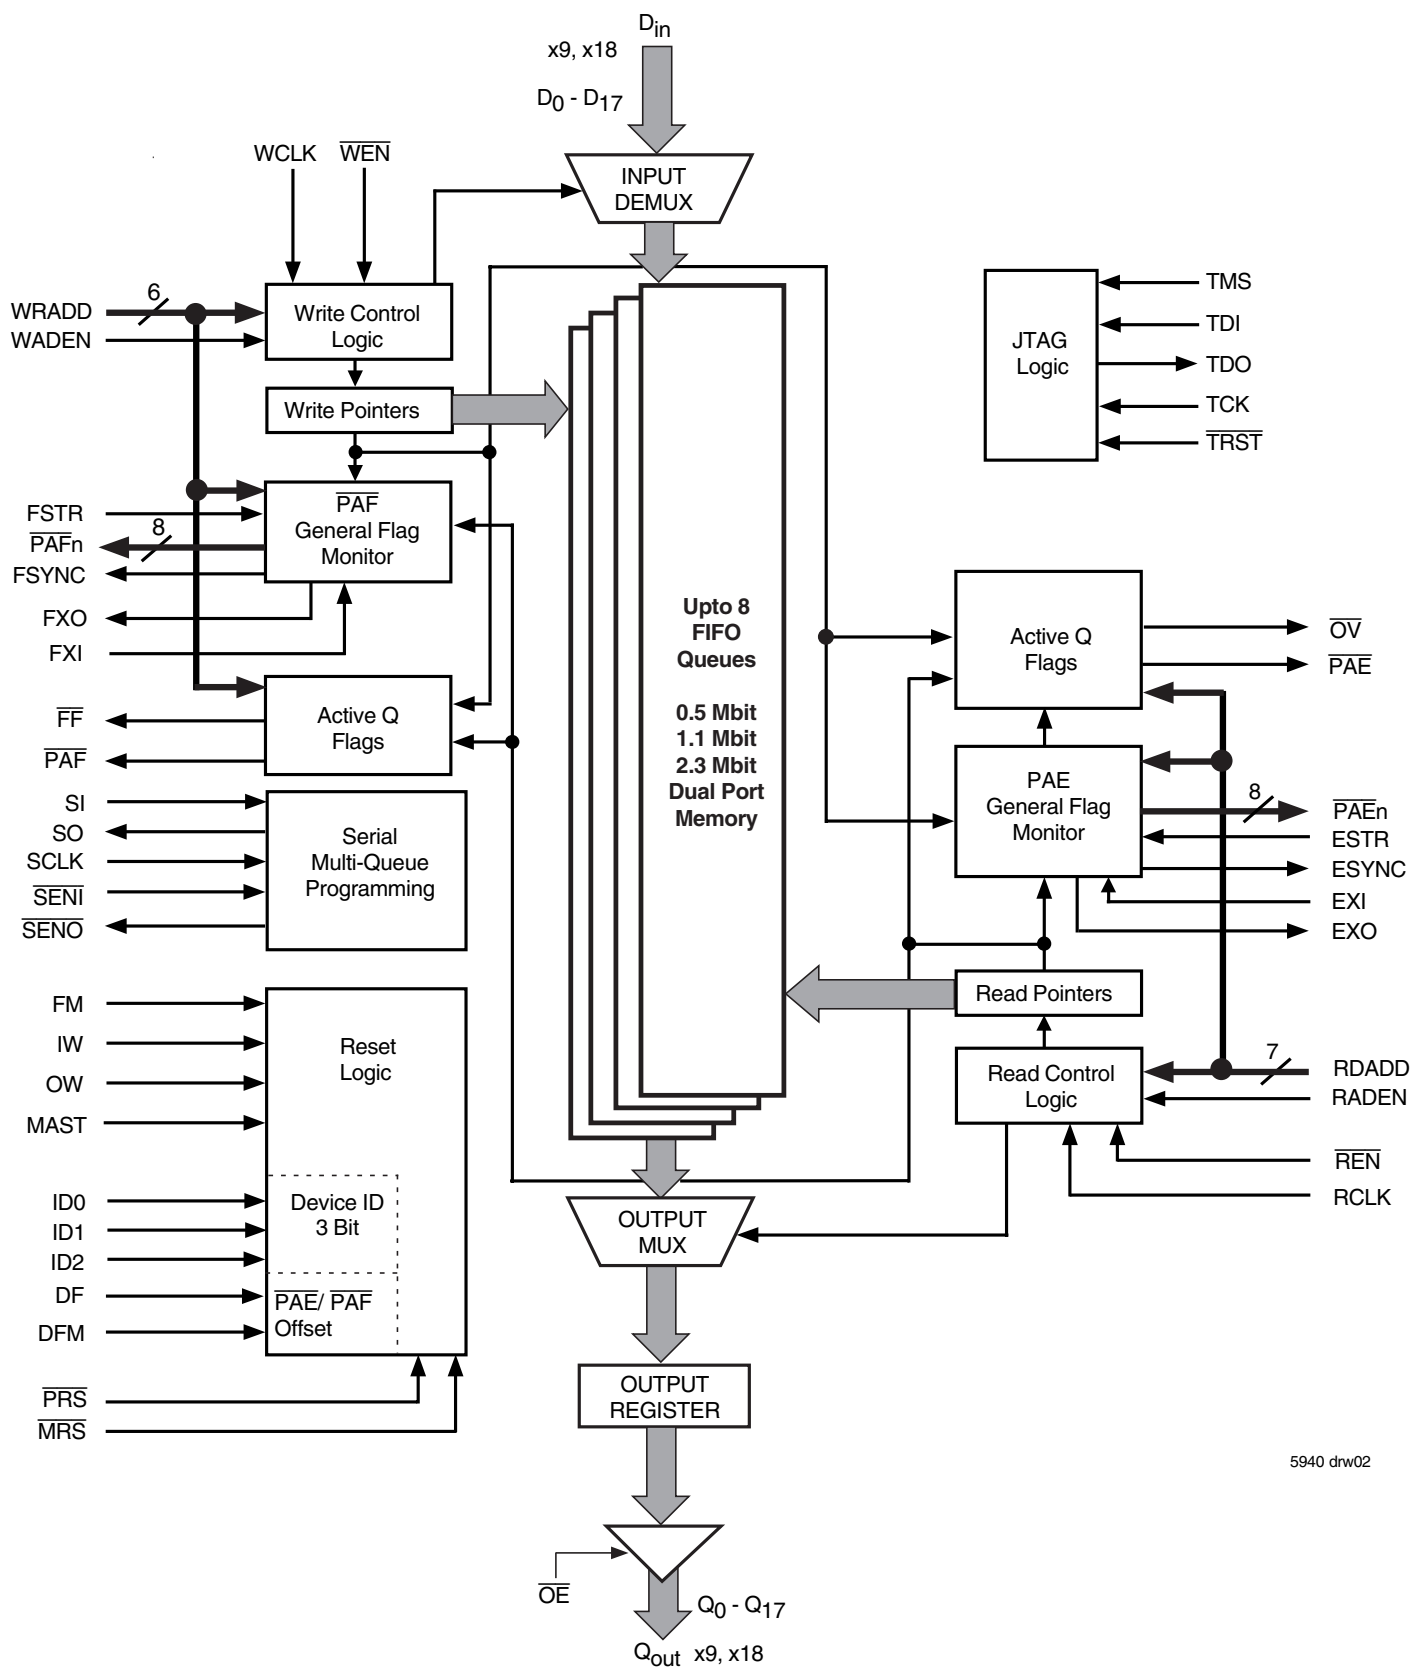 Din
x9, x18
D0 - D17
WCLK
WEN
INPUT
DEMUX
WRADD
6
WADEN
Write Control
Logic
Write Pointers
FSTR
PAFn
8
FSYNC
FXO
FXI
PAF
General Flag
Monitor
FF
PAF
Active Q
Flags
SI
SO
SCLK
SENI
SENO
Serial
Multi-Queue
Programming
FM
IW
OW
MAST
Reset
Logic
ID0
ID1
ID2
Device ID
3 Bit
DF
DFM
PAE/ PAF
Offset
PRS
MRS
Upto 8
FIFO
Queues
0.5 Mbit
1.1 Mbit
2.3 Mbit
Dual Port
Memory
JTAG
Logic
TMS
TDI
TDO
TCK
TRST
Active Q
Flags
OV
PAE
PAE
General Flag
Monitor
8
PAEn
ESTR
ESYNC
EXI
EXO
Read Pointers
Read Control
Logic
7
RDADD
RADEN
REN
RCLK
OUTPUT
MUX
OUTPUT
REGISTER
OE
Q0 - Q17
Qout x9, x18
5940 drw02